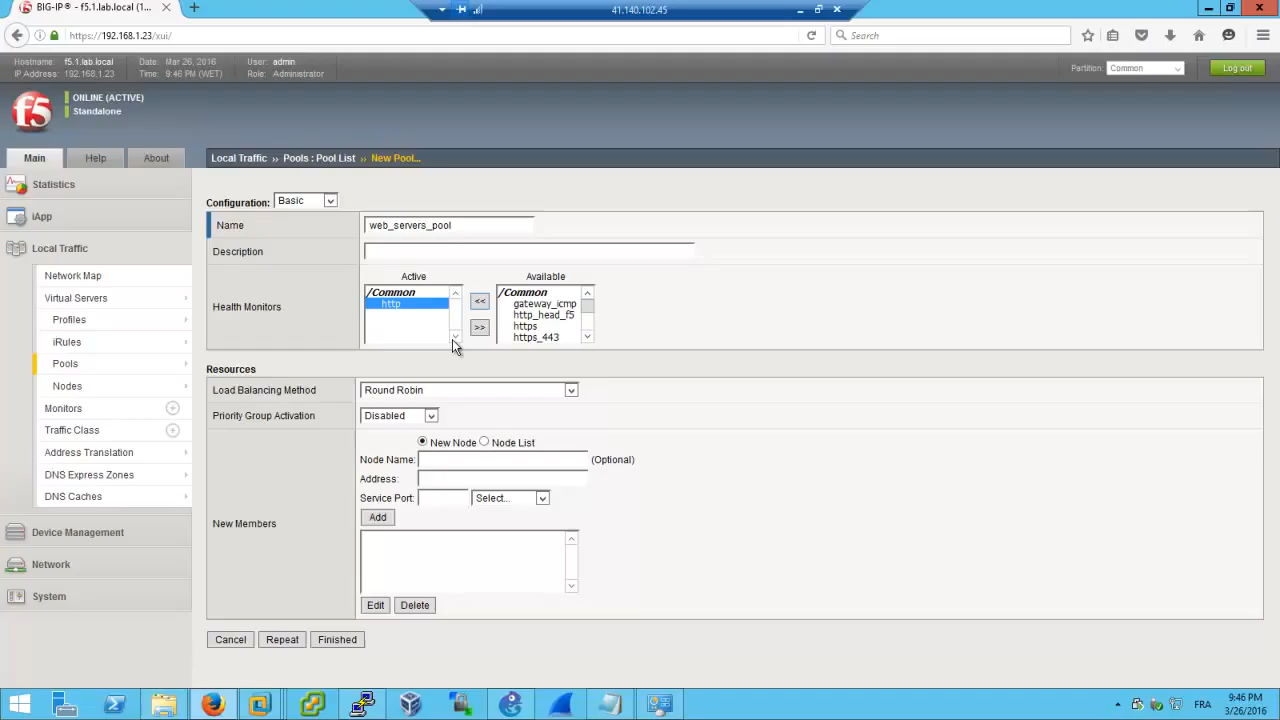 BIG-IP® - f5.1.lab.local (1...
41.140.102.45
https://192.168.1.23/xui/
Search
Hostname: f5.1.lab.local
Date: Mar 26, 2016
User: admin
IP Address: 192.168.1.23
Time: 9:46 PM (WET)
Role: Administrator
Partition: Common
Log out
f5
ONLINE (ACTIVE)
Standalone
Main
Help
About
Local Traffic ›› Pools : Pool List ›› New Pool...
Statistics
iApp
Local Traffic
Network Map
Virtual Servers
Profiles
iRules
Pools
Nodes
Monitors
Traffic Class
Address Translation
DNS Express Zones
DNS Caches
Device Management
Network
System
Configuration: Basic
Name
web_servers_pool
Description
Health Monitors
Active
Available
/Common
http
<<
>>
/Common
gateway_icmp
http_head_f5
https
https_443
Resources
Load Balancing Method
Round Robin
Priority Group Activation
Disabled
New Members
New Node
Node List
Node Name:
(Optional)
Address:
Service Port:
Select...
Add
Edit
Delete
Cancel
Repeat
Finished
FRA
9:46 PM
3/26/2016